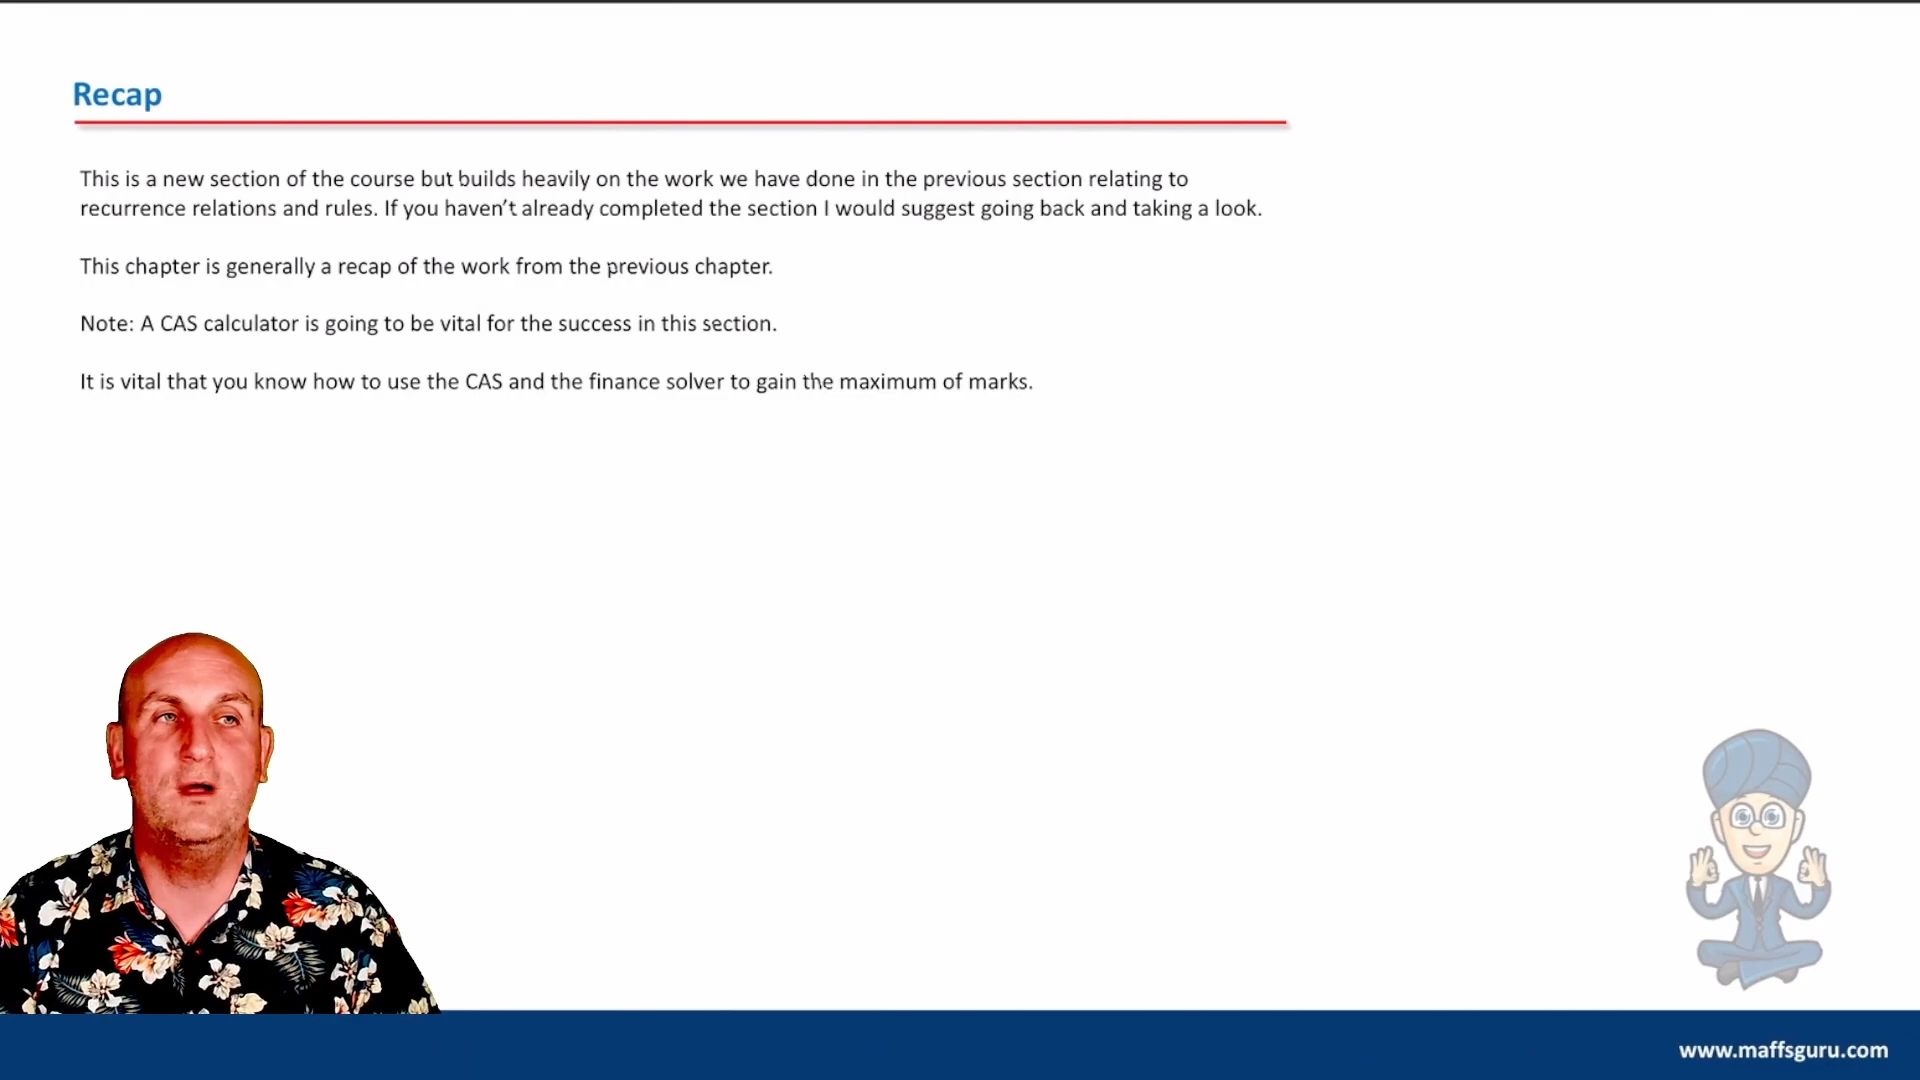 Recap
This is a new section of the course but builds heavily on the work we have done in the previous section relating to
recurrence relations and rules. If you haven't already completed the section I would suggest going back and taking a look.
This chapter is generally a recap of the work from the previous chapter.
Note: A CAS calculator is going to be vital for the success in this section.
It is vital that you know how to use the CAS and the finance solver to gain the maximum of marks.
www.maffsguru.com